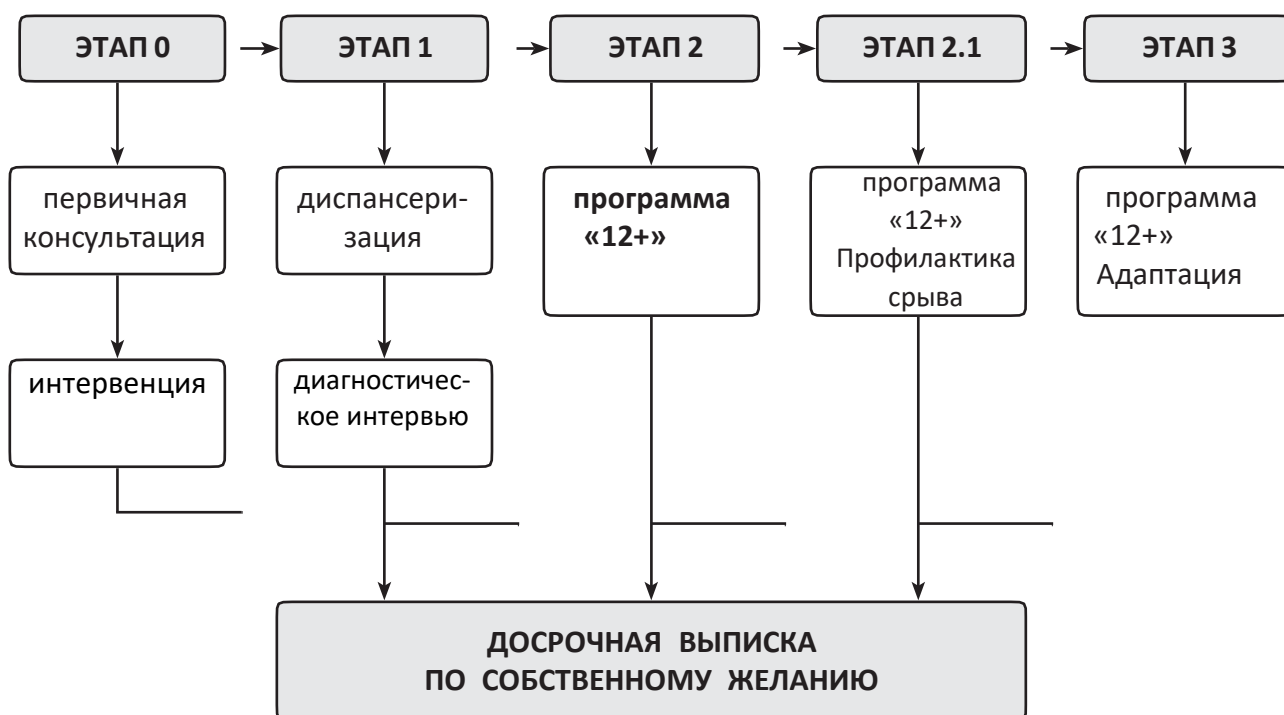 ЭТАП 0
ЭТАП 1
ЭТАП 2
ЭТАП 2.1
ЭТАП 3
первичная
консультация
диспансери-
зация
программа
«12+»
программа
«12+»
Профилактика
срыва
программа
«12+»
Адаптация
интервенция
диагностичес-
кое интервью
ДОСРОЧНАЯ ВЫПИСКА
ПО СОБСТВЕННОМУ ЖЕЛАНИЮ